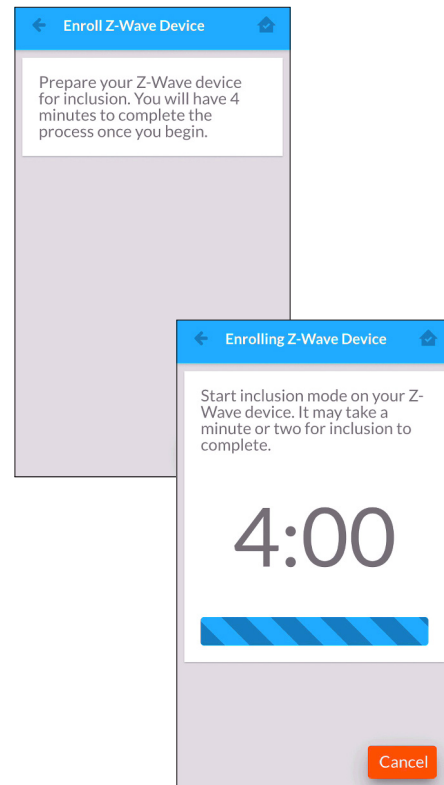 Enroll Z-Wave Device
Prepare your Z-Wave device
for inclusion. You will have 4
minutes to complete the
process once you begin.
Enrolling Z-Wave Device
Start inclusion mode on your Z-
Wave device. It may take a
minute or two for inclusion to
complete.
4:00
Cancel